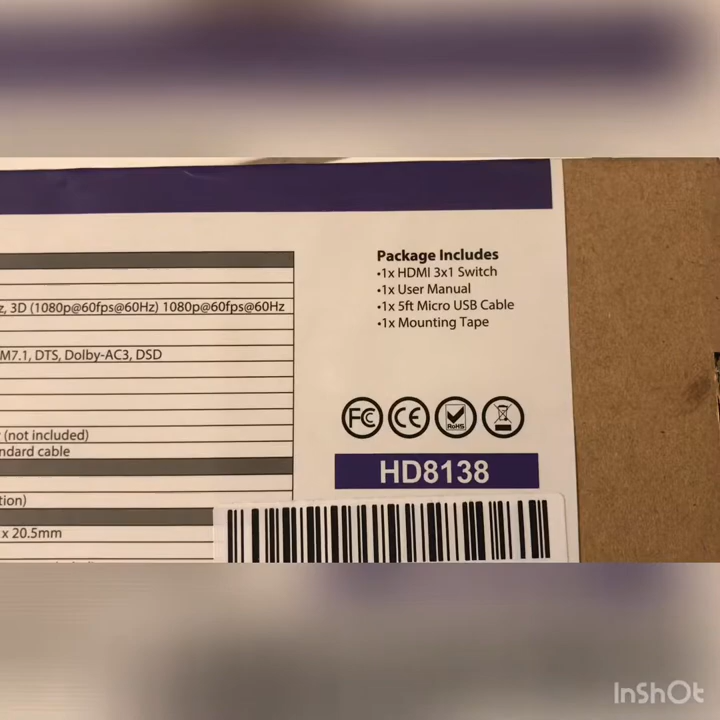 Package Includes
•1x HDMI 3x1 Switch
•1x User Manual
•1x 5ft Micro USB Cable
•1x Mounting Tape
z, 3D (1080p@60fps@60Hz) 1080p@60fps@60Hz
M7.1, DTS, Dolby-AC3, DSD
(not included)
ndard cable
tion)
x 20.5mm
FC CE RoHS
HD8138
InShOt